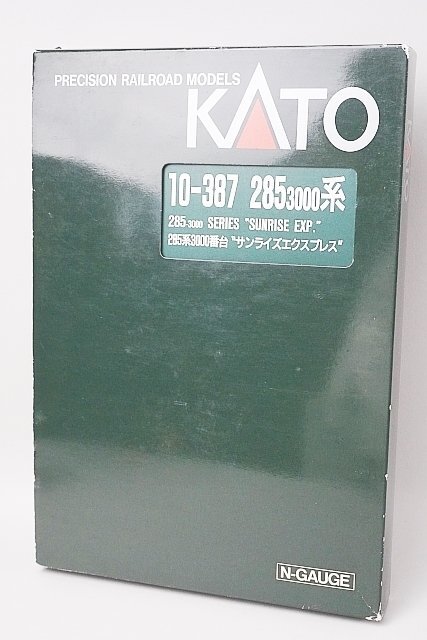 PRECISION RAILROAD MODELS
KATO
10-387 2853000系
285-3000 SERIES "SUNRISE EXP."
285系3000番台 "サンライズエクスプレス"
N-GAUGE